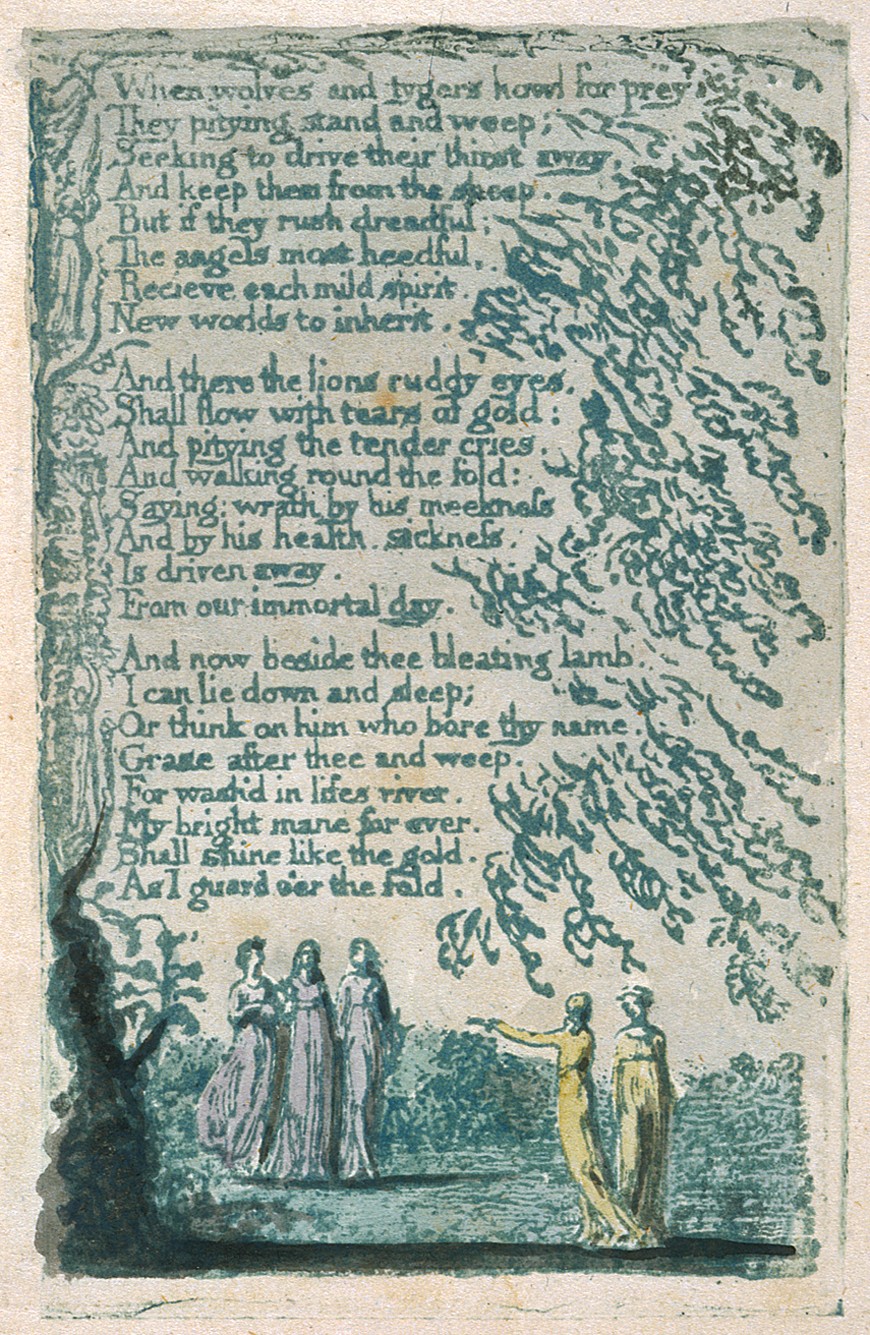 When wolves and tygers howl for prey
They pitying stand and weep;
Seeking to drive their thirst away,
And keep them from the sheep.
But if they rush dreadful;
The angels most heedful,
Recieve each mild spirit.
New worlds to inherit.
And there the lions ruddy eyes,
Shall flow with tears of gold:
And pitying the tender cries.
And walking round the fold:
Saying: wrath by his meekness
And by his health, sickness.
Is driven away.
From our immortal day.
And now beside thee bleating lamb.
I can lie down and sleep;
Or think on him who bore thy name.
Graze after thee and weep.
For wash'd in lifes river.
My bright mane for ever.
Shall shine like the gold.
As I guard o'er the fold.